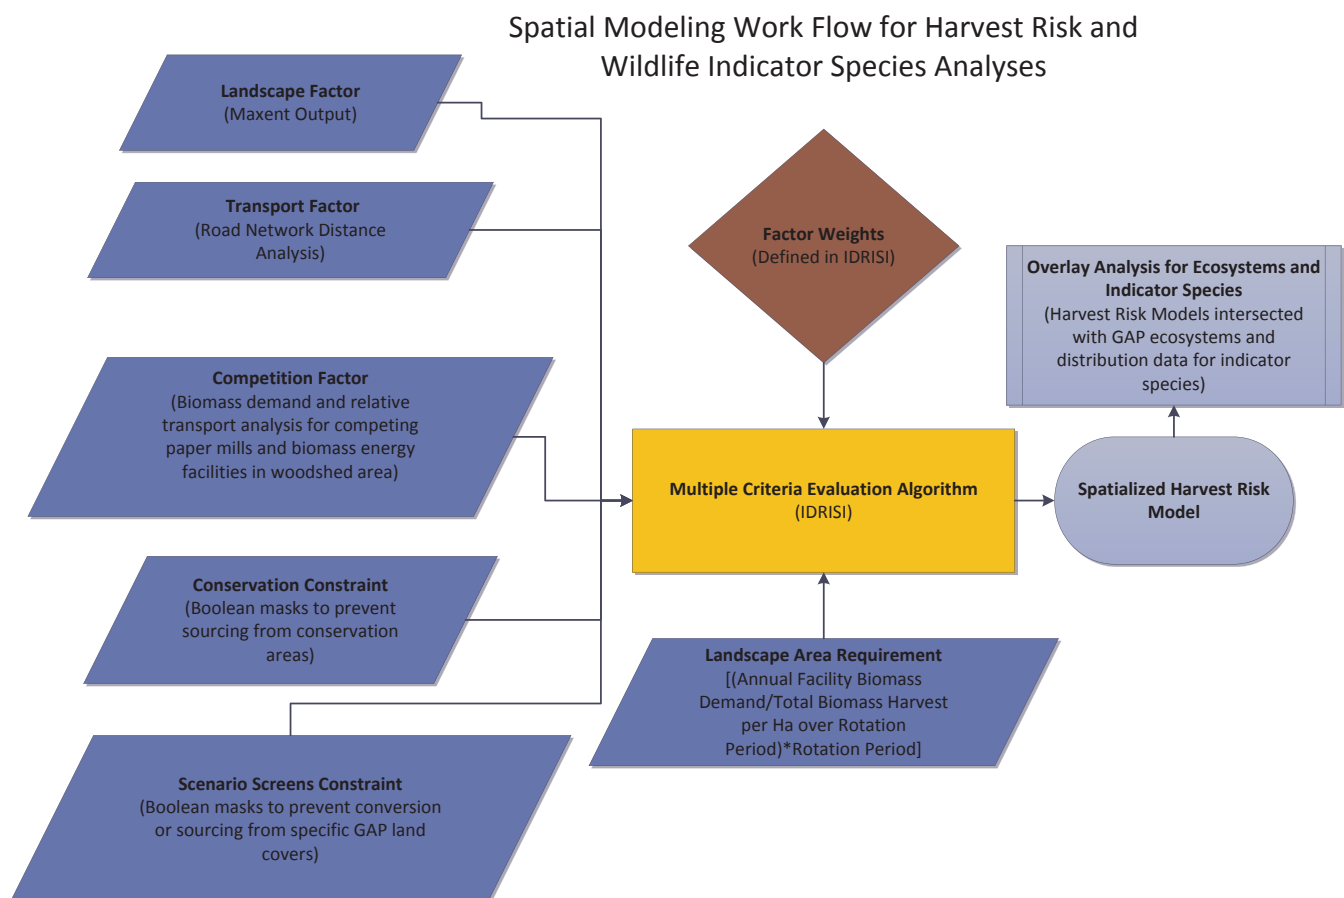 Spatial Modeling Work Flow for Harvest Risk and
Wildlife Indicator Species Analyses
Landscape Factor
(Maxent Output)
Transport Factor
(Road Network Distance
Analysis)
Competition Factor
(Biomass demand and relative
transport analysis for competing
paper mills and biomass energy
facilities in woodshed area)
Conservation Constraint
(Boolean masks to prevent
sourcing from conservation
areas)
Scenario Screens Constraint
(Boolean masks to prevent conversion
or sourcing from specific GAP land
covers)
Factor Weights
(Defined in IDRISI)
Multiple Criteria Evaluation Algorithm
(IDRISI)
Landscape Area Requirement
[(Annual Facility Biomass
Demand/Total Biomass Harvest
per Ha over Rotation
Period)*Rotation Period]
Overlay Analysis for Ecosystems and
Indicator Species
(Harvest Risk Models intersected
with GAP ecosystems and
distribution data for indicator
species)
Spatialized Harvest Risk
Model